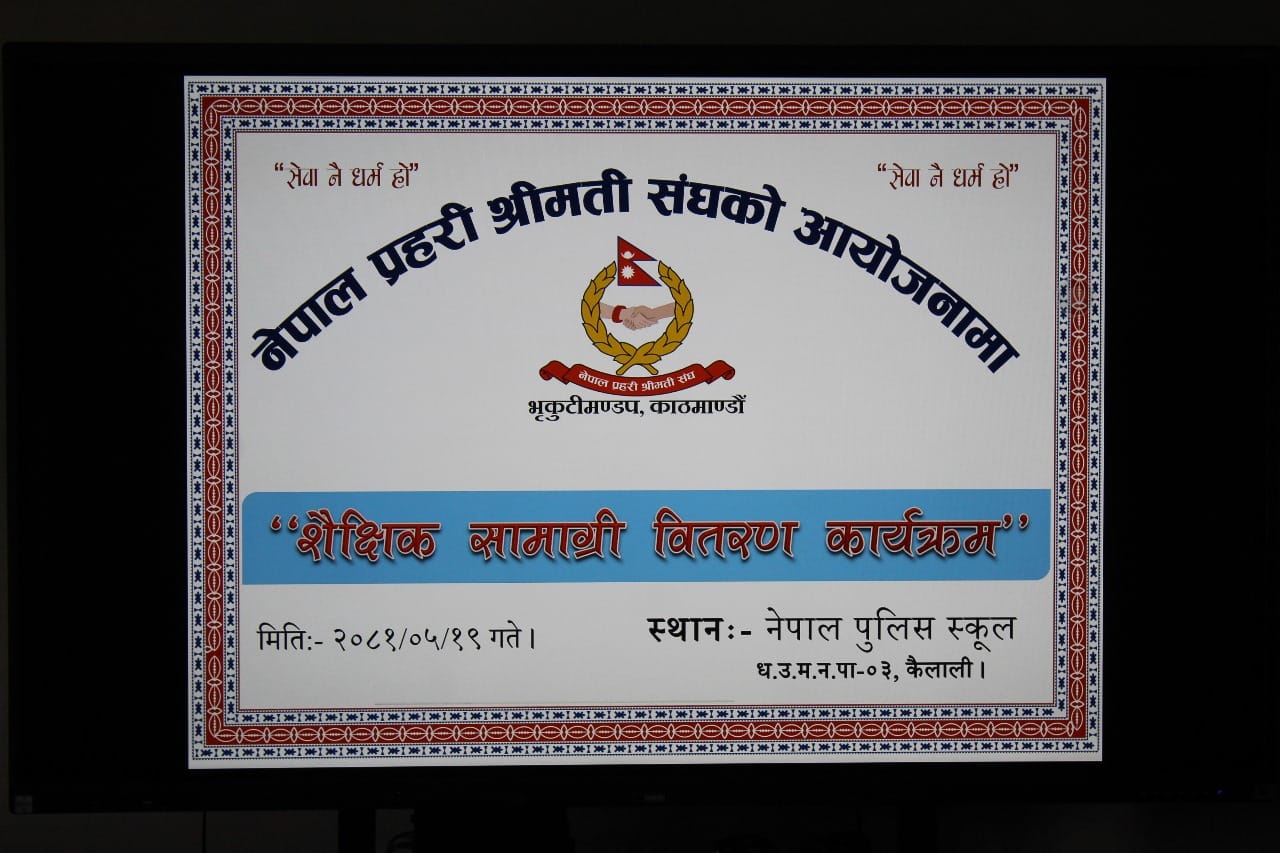 “सेवा नै धर्म हो”
“सेवा नै धर्म हो”
नेपाल प्रहरी श्रीमती संघको आयोजनामा
नेपाल प्रहरी श्रीमती संघ
भृकुटीमण्डप, काठमाण्डौं
“शैक्षिक सामाग्री वितरण कार्यक्रम”
मितिः- २०८१/०५/१९ गते।
स्थानः- नेपाल पुलिस स्कूल
ध.उ.म.न.पा-०३, कैलाली।